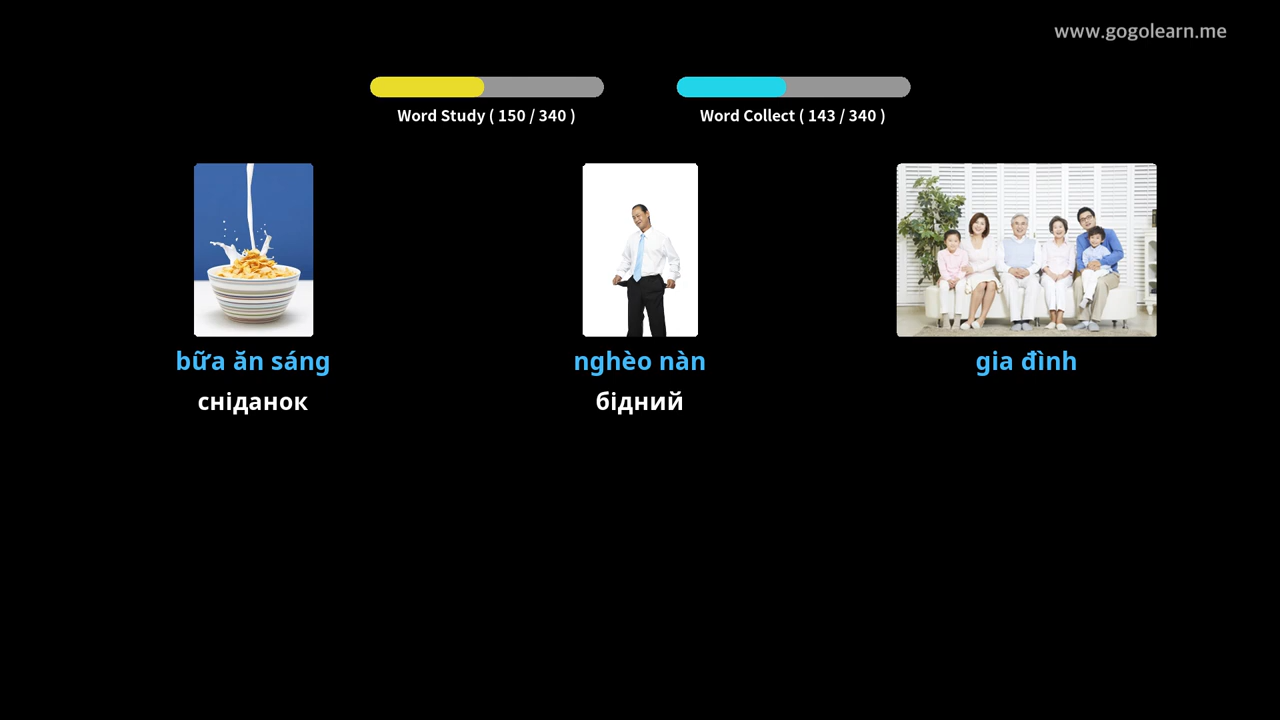 www.gogolearn.me
Word Study ( 150 / 340 )
Word Collect ( 143 / 340 )
bữa ăn sáng
nghèo nàn
gia đình
сніданок
бідний